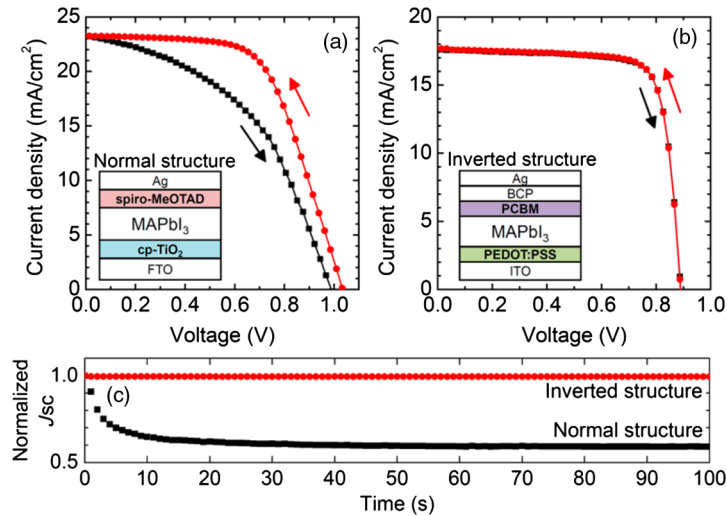 (a)
25
20
15
10
5
0
Current density (mA/cm²)
0.0 0.2 0.4 0.6 0.8 1.0
Voltage (V)
Normal structure
Ag
spiro-MeOTAD
MAPbI₃
cp-TiO₂
FTO
(b)
20
15
10
5
0
Current density (mA/cm²)
0.0 0.2 0.4 0.6 0.8 1.0
Voltage (V)
Inverted structure
Ag
BCP
PCBM
MAPbI₃
PEDOT:PSS
ITO
(c)
Normalized
Jsc
1.0
0.5
Inverted structure
Normal structure
0 10 20 30 40 50 60 70 80 90 100
Time (s)